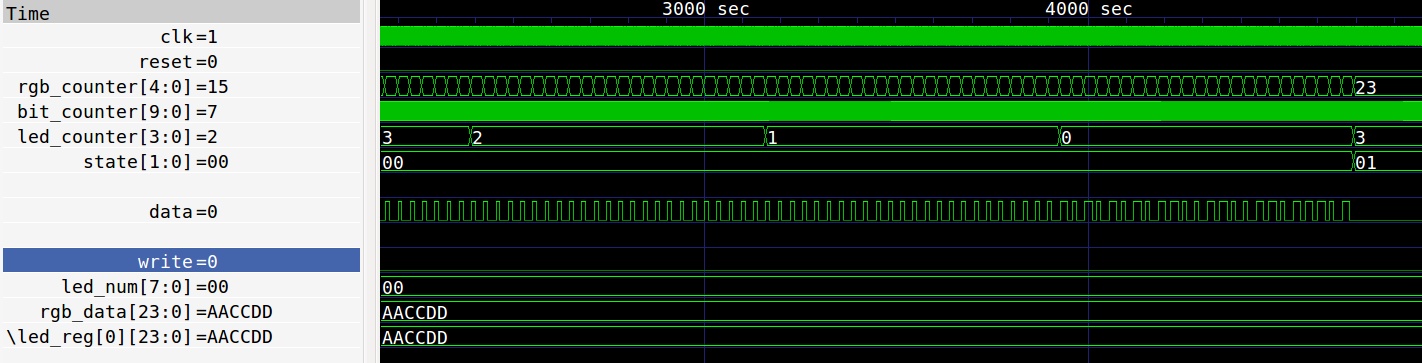 Time 3000 sec 4000 sec
clk=1
reset=0
rgb_counter[4:0]=15 23
bit_counter[9:0]=7
led_counter[3:0]=2 3 2 1 0 3
state[1:0]=00 00 01
data=0
write=0
led_num[7:0]=00 00
rgb_data[23:0]=AACCDD AACCDD
\led_reg[0][23:0]=AACCDD AACCDD